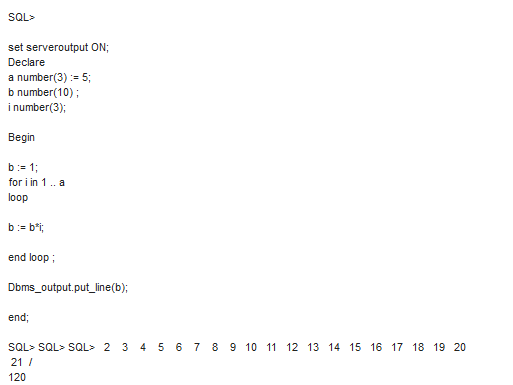 SQL>
set serveroutput ON;
Declare
a number(3) := 5;
b number(10) ;
i number(3);
Begin
b := 1;
for i in 1 .. a
loop
b := b*i;
end loop ;
Dbms_output.put_line(b);
end;
SQL> SQL> SQL> 2 3 4 5 6 7 8 9 10 11 12 13 14 15 16 17 18 19 20
21 /
120